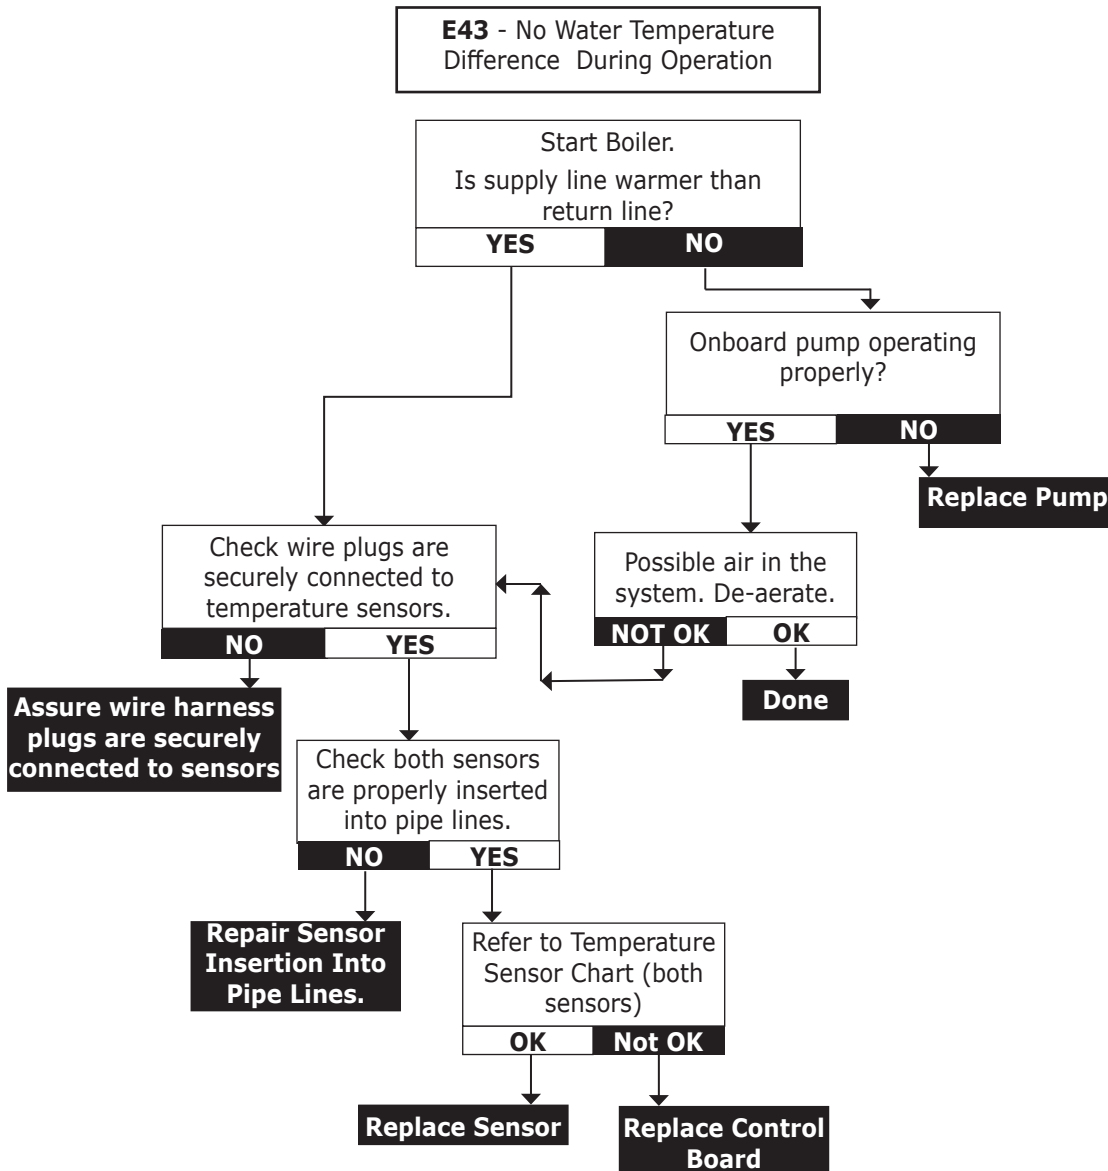 E43 - No Water Temperature
Difference During Operation
Start Boiler.
Is supply line warmer than
return line?
YES
NO
Onboard pump operating
properly?
YES
NO
Replace Pump
Check wire plugs are
securely connected to
temperature sensors.
NO
YES
Possible air in the
system. De-aerate.
NOT OK
OK
Done
Assure wire harness
plugs are securely
connected to sensors
Check both sensors
are properly inserted
into pipe lines.
NO
YES
Repair Sensor
Insertion Into
Pipe Lines.
Refer to Temperature
Sensor Chart (both
sensors)
OK
Not OK
Replace Sensor
Replace Control
Board